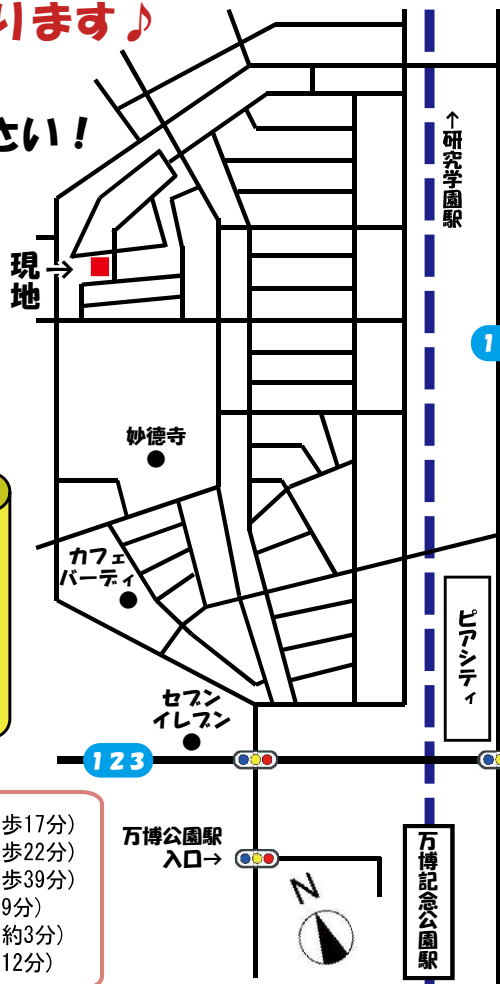 ります♪
さい！
↑研究学園駅
現地→
1
妙徳寺
カフェ
バーディ
ピアシティ
セブン
イレブン
123
歩17分）
歩22分）
歩39分）
9分）
約3分）
12分）
万博公園駅
入口→
万博記念公園駅
N